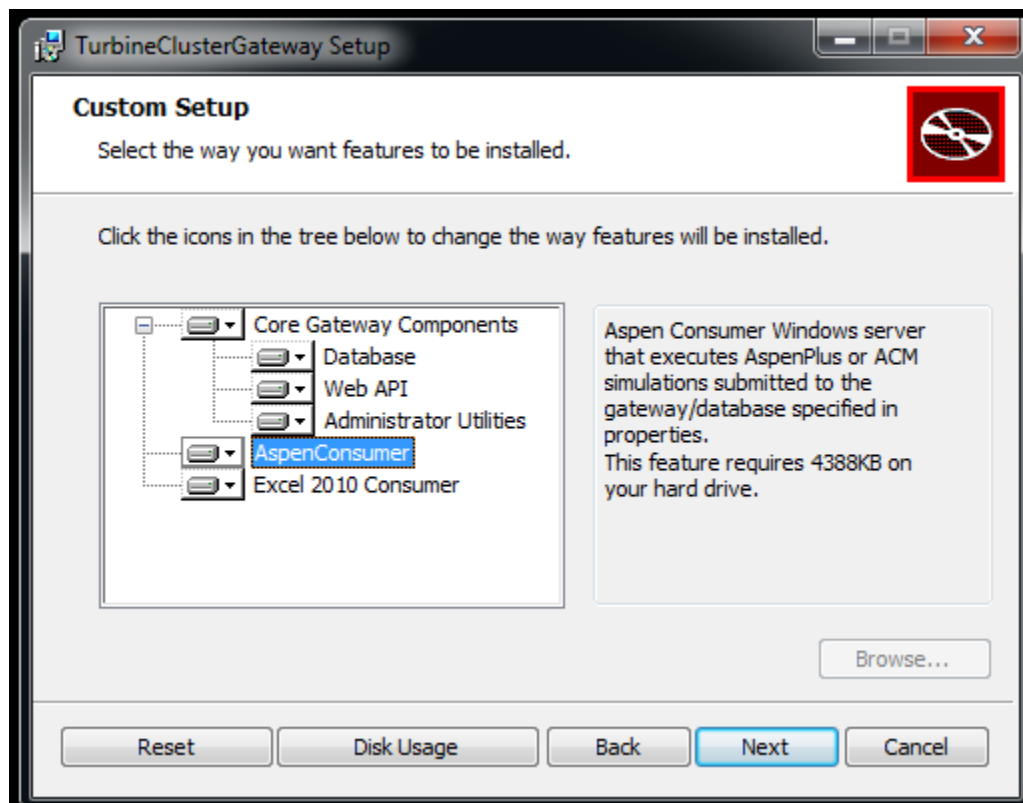 TurbineClusterGateway Setup
Custom Setup
Select the way you want features to be installed.
Click the icons in the tree below to change the way features will be installed.
Core Gateway Components
Database
Web API
Administrator Utilities
AspenConsumer
Excel 2010 Consumer
Aspen Consumer Windows server
that executes AspenPlus or ACM
simulations submitted to the
gateway/database specified in
properties.
This feature requires 4388KB on
your hard drive.
Browse...
Reset
Disk Usage
Back
Next
Cancel